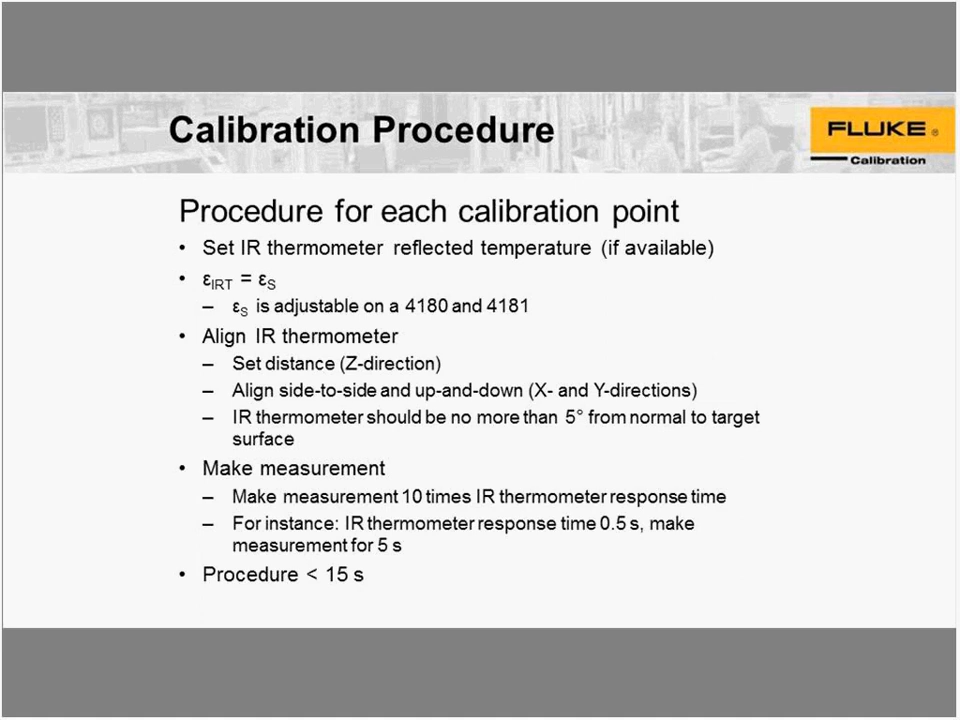 Calibration Procedure
FLUKE®
Calibration
Procedure for each calibration point
• Set IR thermometer reflected temperature (if available)
• εIRT = εS
– εS is adjustable on a 4180 and 4181
• Align IR thermometer
– Set distance (Z-direction)
– Align side-to-side and up-and-down (X- and Y-directions)
– IR thermometer should be no more than 5° from normal to target
surface
• Make measurement
– Make measurement 10 times IR thermometer response time
– For instance: IR thermometer response time 0.5 s, make
measurement for 5 s
• Procedure < 15 s